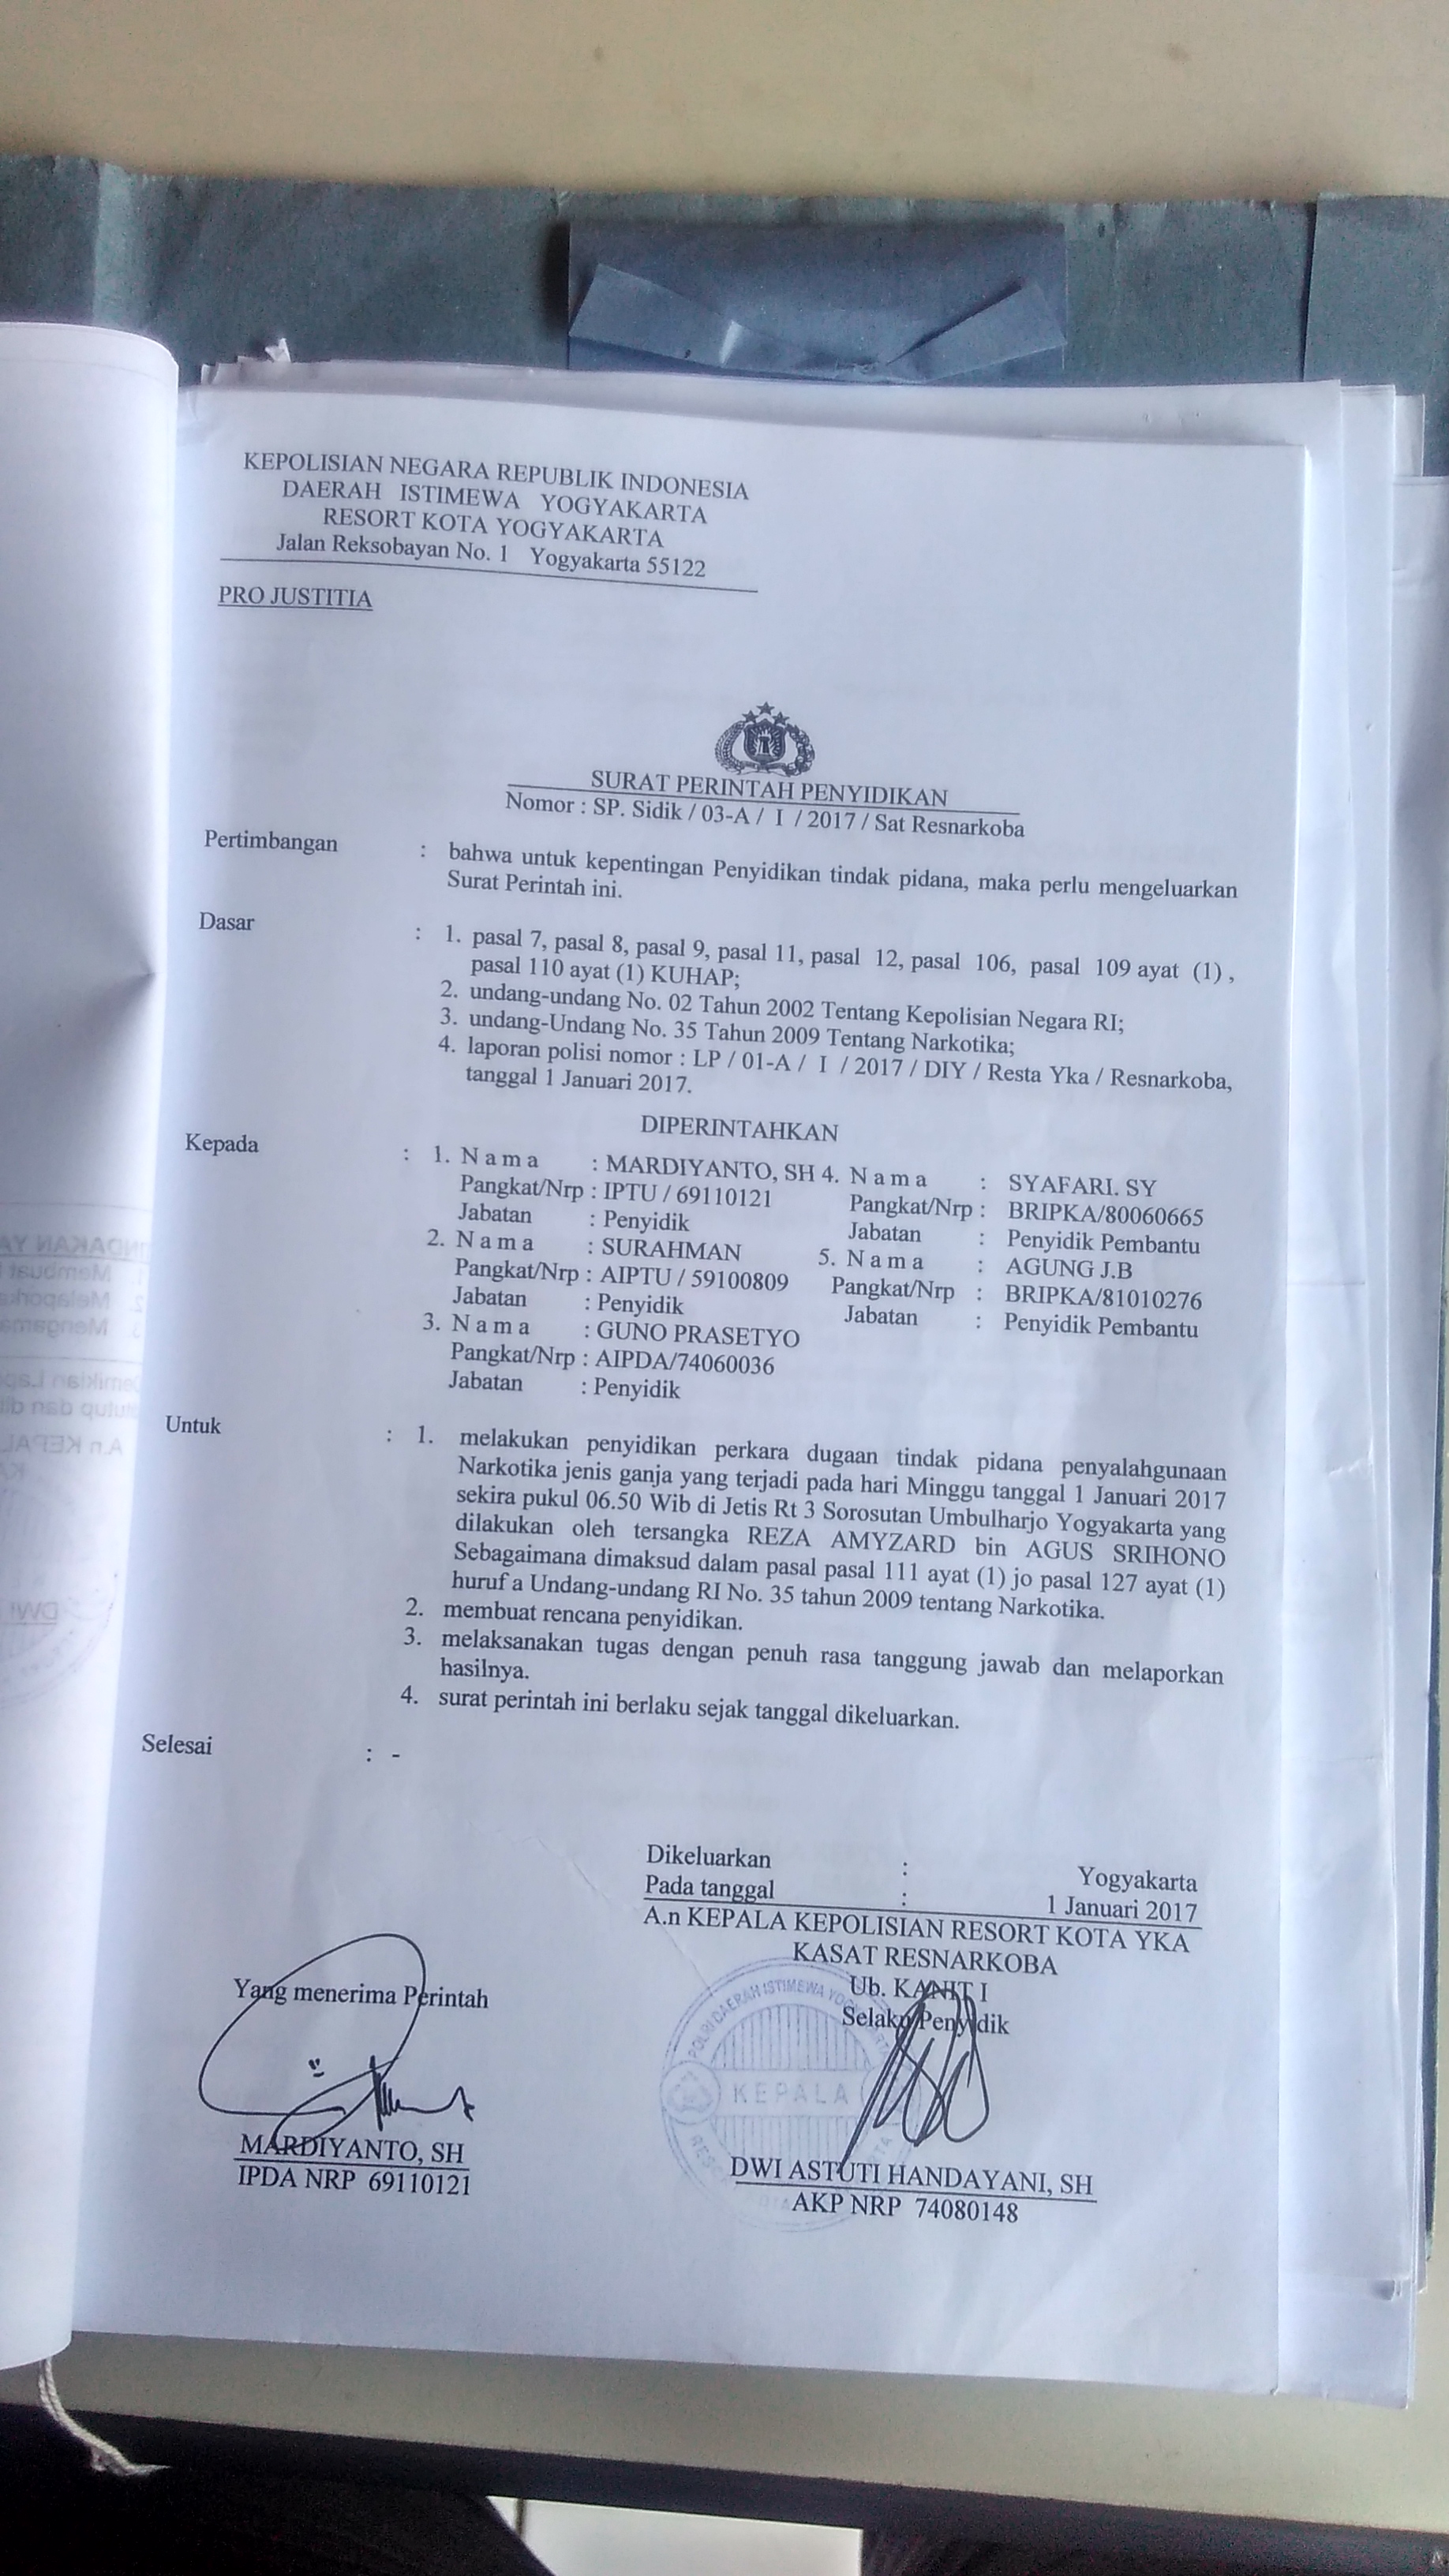 KEPOLISIAN NEGARA REPUBLIK INDONESIA
DAERAH ISTIMEWA YOGYAKARTA
RESORT KOTA YOGYAKARTA
Jalan Reksobayan No. 1 Yogyakarta 55122
PRO JUSTITIA
SURAT PERINTAH PENYIDIKAN
Nomor : SP. Sidik / 03-A / I / 2017 / Sat Resnarkoba
Pertimbangan : bahwa untuk kepentingan Penyidikan tindak pidana, maka perlu mengeluarkan
Surat Perintah ini.
Dasar : 1. pasal 7, pasal 8, pasal 9, pasal 11, pasal 12, pasal 106, pasal 109 ayat (1) ,
pasal 110 ayat (1) KUHAP;
2. undang-undang No. 02 Tahun 2002 Tentang Kepolisian Negara RI;
3. undang-Undang No. 35 Tahun 2009 Tentang Narkotika;
4. laporan polisi nomor : LP / 01-A / I / 2017 / DIY / Resta Yka / Resnarkoba,
tanggal 1 Januari 2017.
DIPERINTAHKAN
Kepada : 1. N a m a : MARDIYANTO, SH 4. N a m a : SYAFARI. SY
Pangkat/Nrp : IPTU / 69110121 Pangkat/Nrp : BRIPKA/80060665
Jabatan : Penyidik Jabatan : Penyidik Pembantu
2. N a m a : SURAHMAN 5. N a m a : AGUNG J.B
Pangkat/Nrp : AIPTU / 59100809 Pangkat/Nrp : BRIPKA/81010276
Jabatan : Penyidik Jabatan : Penyidik Pembantu
3. N a m a : GUNO PRASETYO
Pangkat/Nrp : AIPDA/74060036
Jabatan : Penyidik
Untuk : 1. melakukan penyidikan perkara dugaan tindak pidana penyalahgunaan
Narkotika jenis ganja yang terjadi pada hari Minggu tanggal 1 Januari 2017
sekira pukul 06.50 Wib di Jetis Rt 3 Sorosutan Umbulharjo Yogyakarta yang
dilakukan oleh tersangka REZA AMYZARD bin AGUS SRIHONO
Sebagaimana dimaksud dalam pasal pasal 111 ayat (1) jo pasal 127 ayat (1)
huruf a Undang-undang RI No. 35 tahun 2009 tentang Narkotika.
2. membuat rencana penyidikan.
3. melaksanakan tugas dengan penuh rasa tanggung jawab dan melaporkan
hasilnya.
4. surat perintah ini berlaku sejak tanggal dikeluarkan.
Selesai : -
Dikeluarkan : Yogyakarta
Pada tanggal : 1 Januari 2017
A.n KEPALA KEPOLISIAN RESORT KOTA YKA
KASAT RESNARKOBA
Ub. KANIT I
Selaku Penyidik
Yang menerima Perintah
KEPALA
MARDIYANTO, SH
IPDA NRP 69110121
DWI ASTUTI HANDAYANI, SH
AKP NRP 74080148